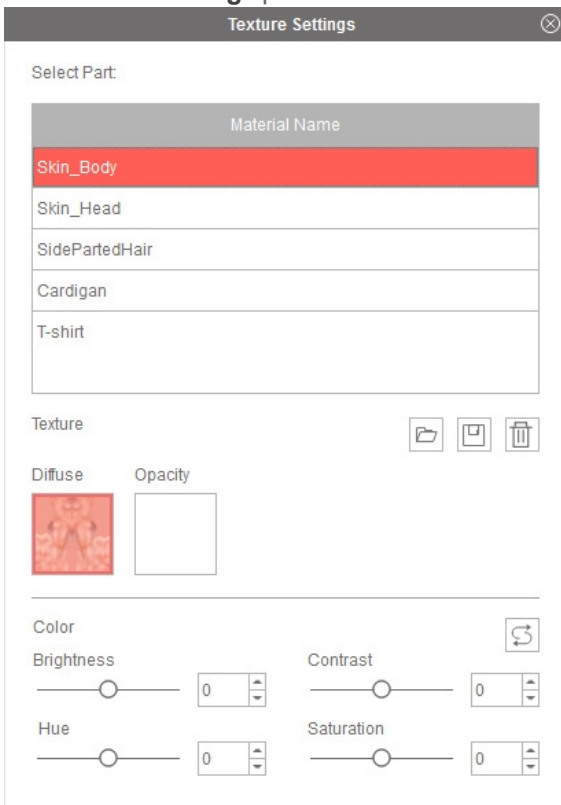 Texture Settings
Select Part:
Material Name
Skin_Body
Skin_Head
SidePartedHair
Cardigan
T-shirt
Texture
Diffuse Opacity
Color
Brightness Contrast
0 0
Hue Saturation
0 0